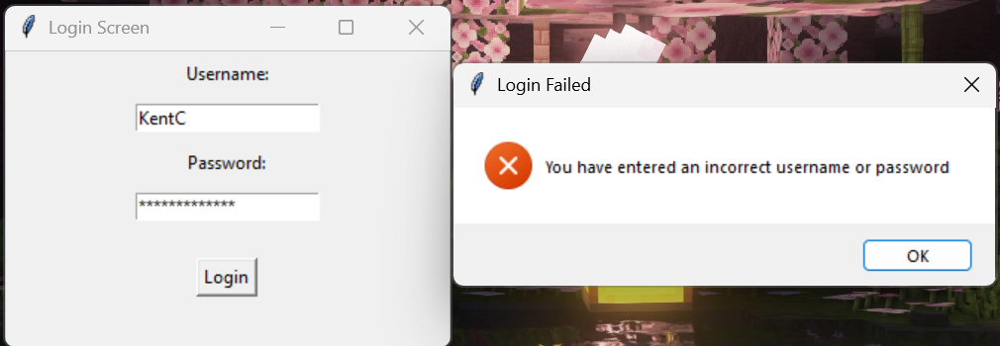 Login Screen
Username:
KentC
Password:
*************
Login
Login Failed
You have entered an incorrect username or password
OK